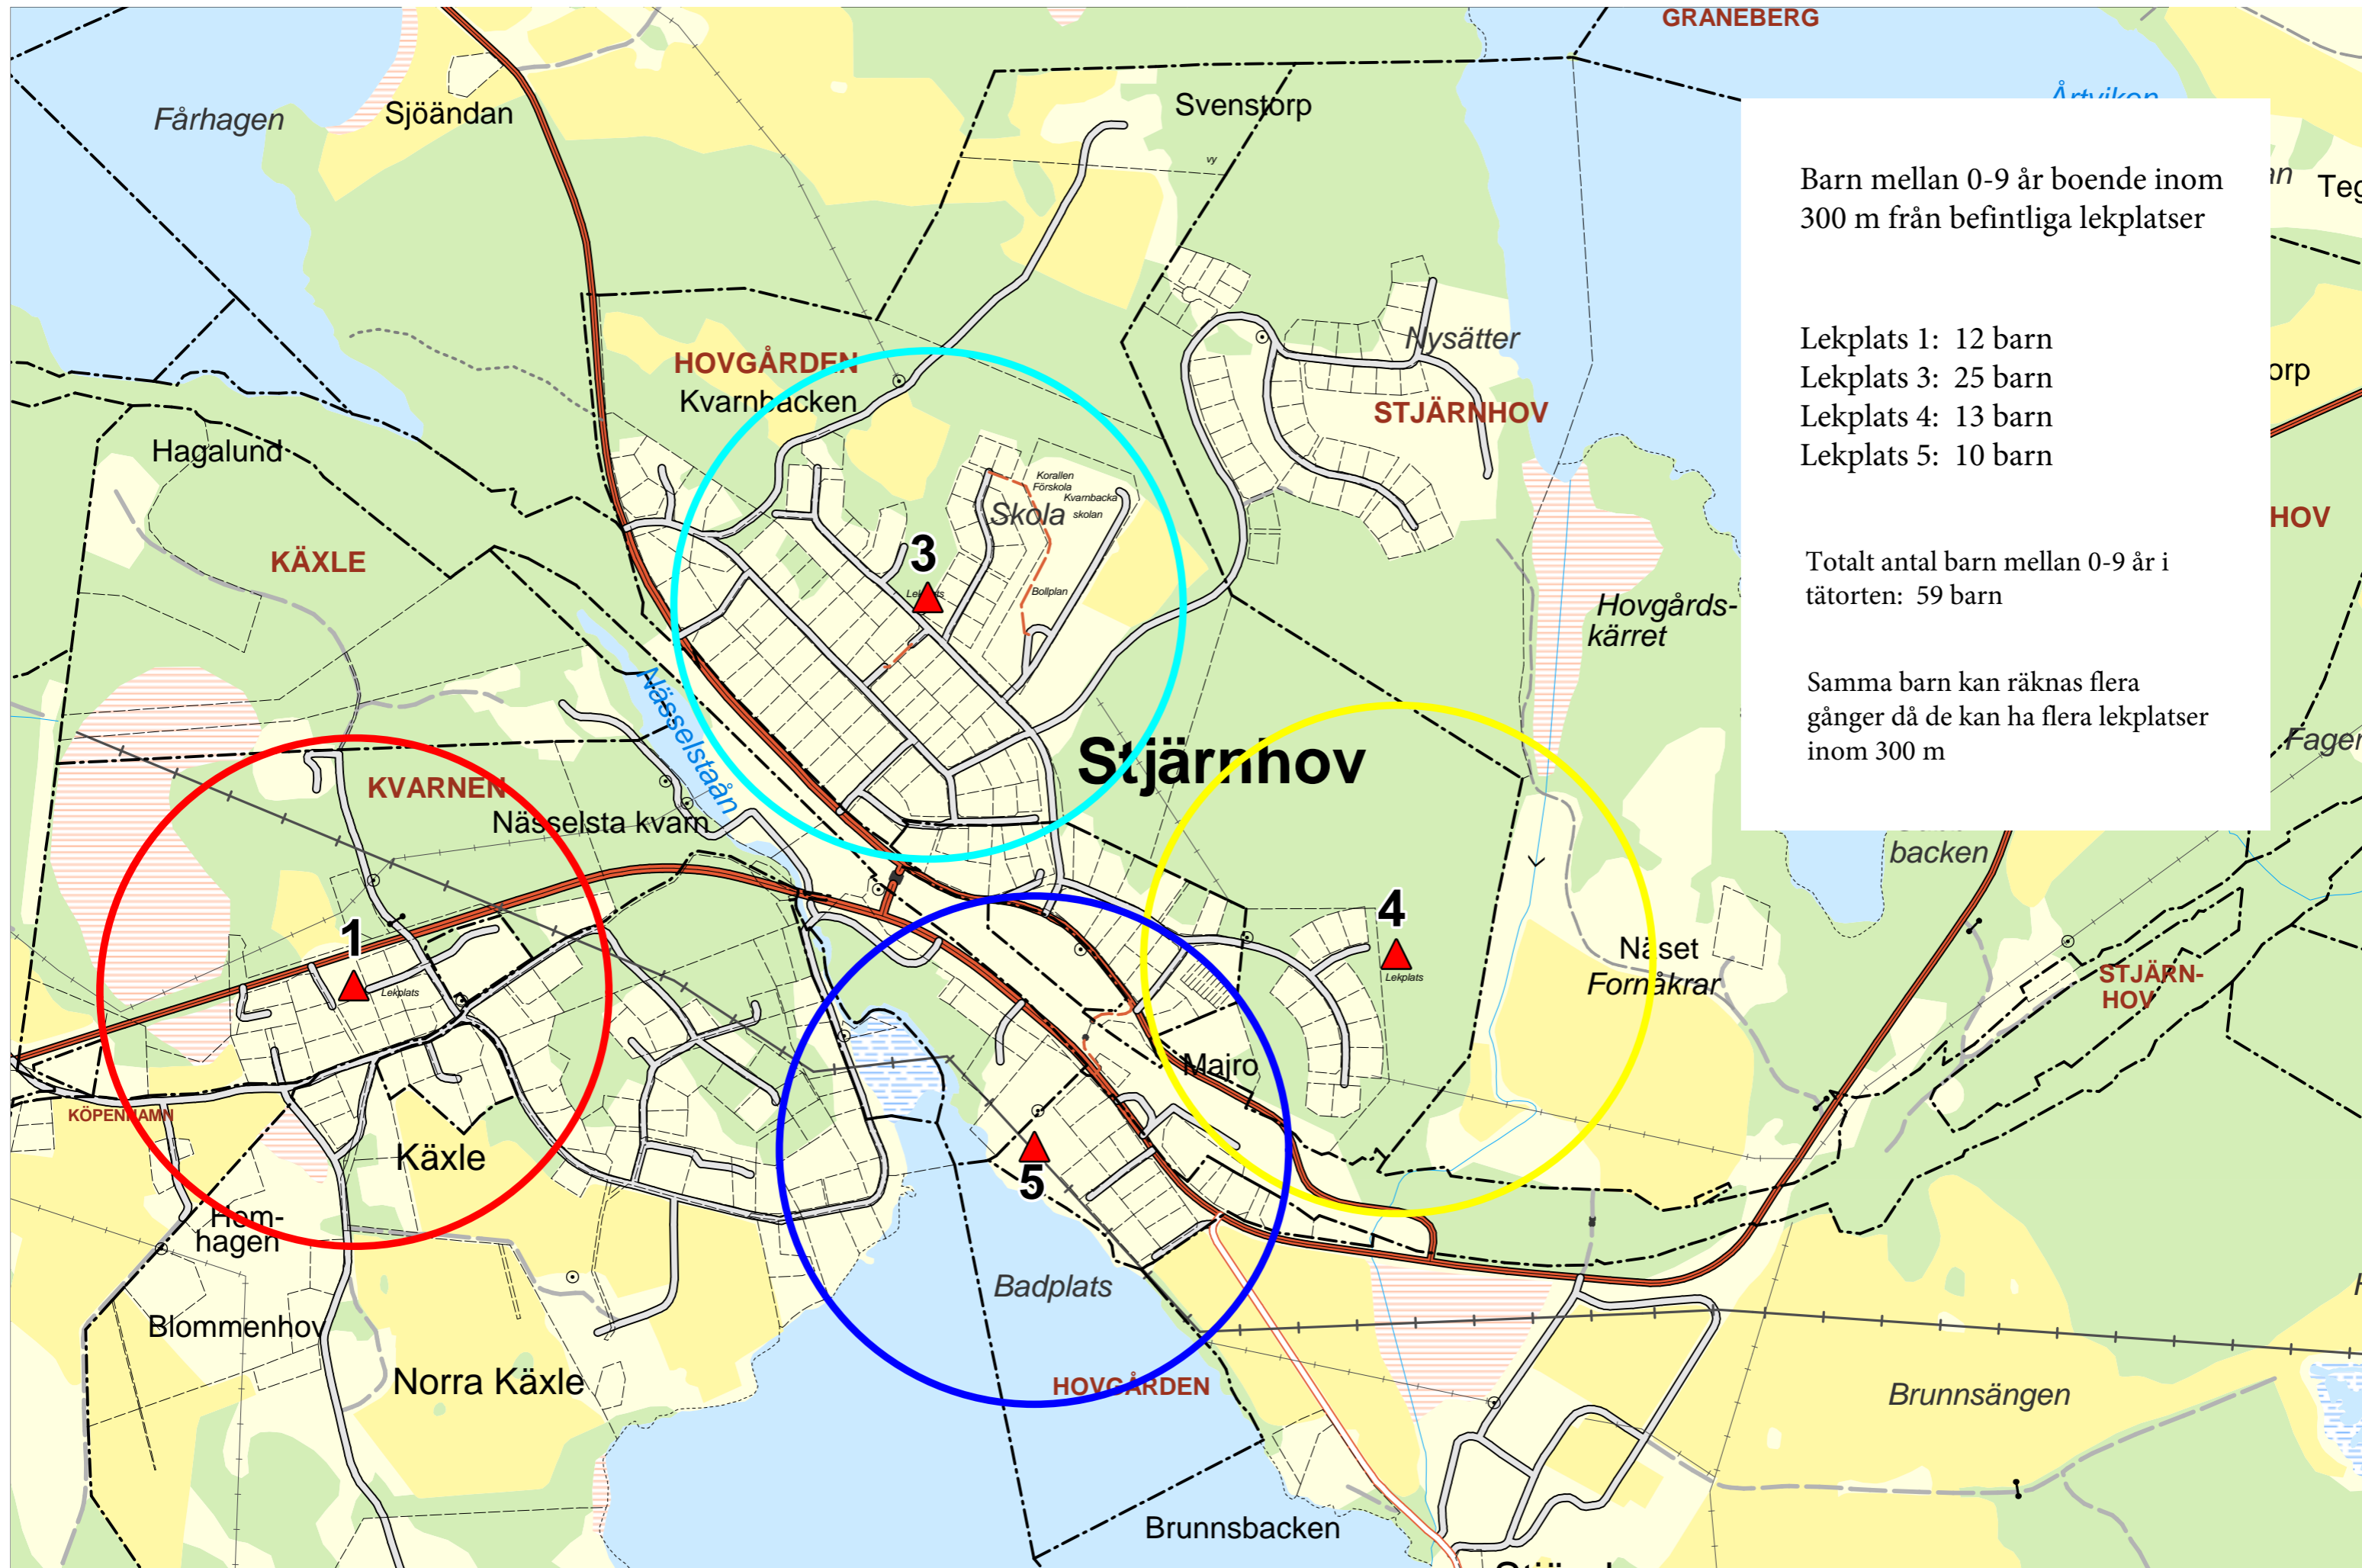 GRANEBERG
Årtviken
Fårhagen
Sjöändan
Svenstorp
vy
Barn mellan 0-9 år boende inom
300 m från befintliga lekplatser
Lekplats 1: 12 barn
Lekplats 3: 25 barn
Lekplats 4: 13 barn
Lekplats 5: 10 barn
Totalt antal barn mellan 0-9 år i
tätorten: 59 barn
Samma barn kan räknas flera
gånger då de kan ha flera lekplatser
inom 300 m
Nysätter
HOVGÅRDEN
Kvarnbacken
STJÄRNHOV
orp
Hagalund
Korallen
Förskola
Kvarnbacka
skolan
Skola
HOV
KÄXLE
3
Lekplats
Bollplan
Hovgårds-
kärret
Nässelstaån
Stjärnhov
KVARNEN
Nässelsta kvarn
backen
4
Lekplats
1
Lekplats
Näset
Fornåkrar
STJÄRN-
HOV
Majro
KÖPENHAMN
Käxle
5
Hem-
hagen
Badplats
Blommenhov
Norra Käxle
HOVGÅRDEN
Brunnsängen
Brunnsbacken